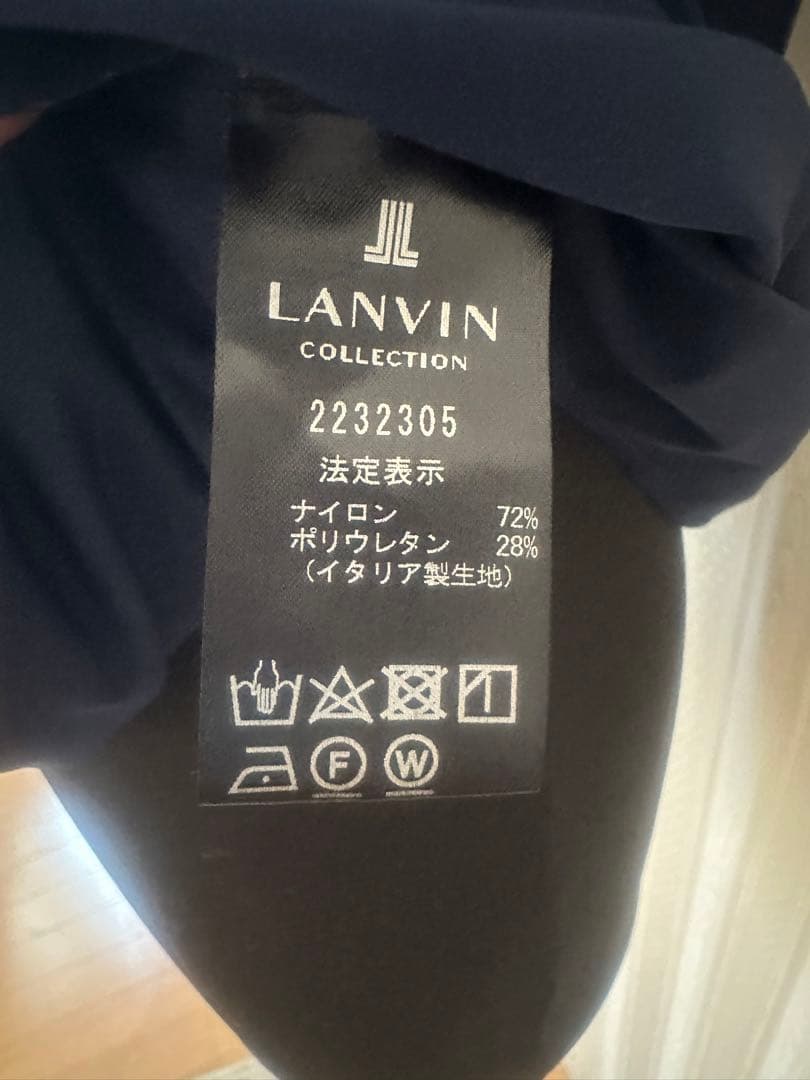 LANVIN
COLLECTION
2232305
法定表示
ナイロン 72%
ポリウレタン 28%
(イタリア製生地)
F W